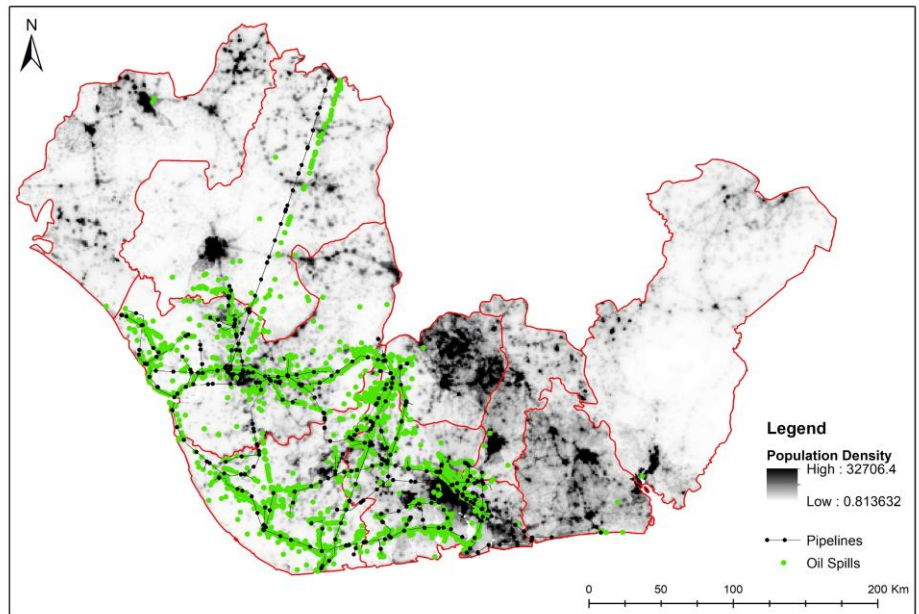 N
Legend
Population Density
High : 32706.4
Low : 0.813632
Pipelines
Oil Spills
0 50 100 200 Km